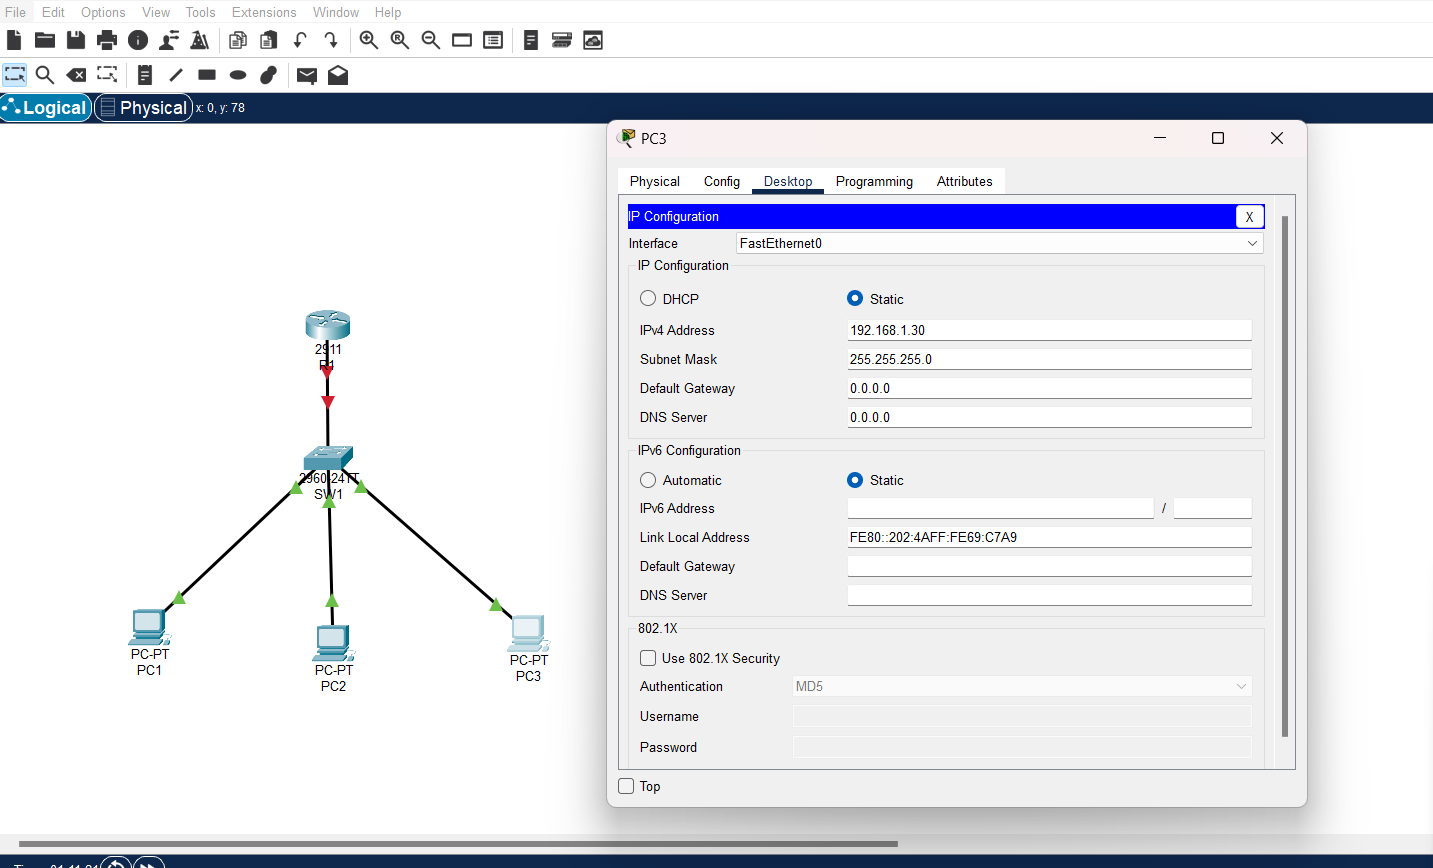 File Edit Options View Tools Extensions Window Help
Logical Physical x: 0, y: 78
PC3
Physical Config Desktop Programming Attributes
IP Configuration X
Interface FastEthernet0
IP Configuration
DHCP Static
IPv4 Address 192.168.1.30
Subnet Mask 255.255.255.0
Default Gateway 0.0.0.0
DNS Server 0.0.0.0
IPv6 Configuration
Automatic Static
IPv6 Address /
Link Local Address FE80::202:4AFF:FE69:C7A9
Default Gateway
DNS Server
802.1X
Use 802.1X Security
Authentication MD5
Username
Password
Top
2911
R1
2960-24TT
SW1
PC-PT
PC1
PC-PT
PC2
PC-PT
PC3